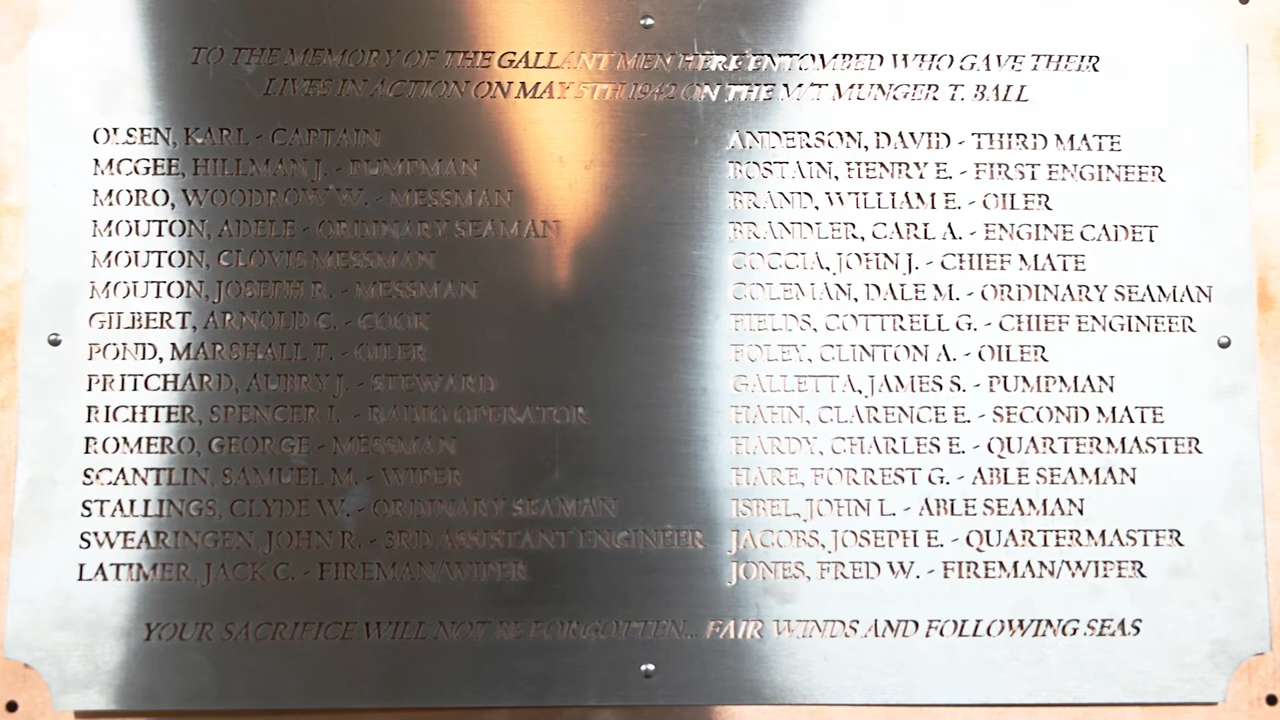 TO THE MEMORY OF THE GALLANT MEN HERE ENTOMBED WHO GAVE THEIR
LIVES IN ACTION ON MAY 5TH 1942 ON THE M/T MUNGER T. BALL
OLSEN, KARL - CAPTAIN
MCGEE, HILLMAN J. - PUMPMAN
MORO, WOODROW W. - MESSMAN
MOUTON, ADELE - ORDINARY SEAMAN
MOUTON, CLOVIS MESSMAN
MOUTON, JOSEPH R. - MESSMAN
GILBERT, ARNOLD C. - COOK
POND, MARSHALL T. - OILER
PRITCHARD, AUBRY J. - STEWARD
RICHTER, SPENCER I. - RADIO OPERATOR
ROMERO, GEORGE - MESSMAN
SCANTLIN, SAMUEL M. - WIPER
STALLINGS, CLYDE W. - ORDINARY SEAMAN
SWEARINGEN, JOHN R. - 3RD ASSISTANT ENGINEER
LATIMER, JACK C. - FIREMAN/WIPER
ANDERSON, DAVID - THIRD MATE
BOSTAIN, HENRY E. - FIRST ENGINEER
BRAND, WILLIAM E. - OILER
BRANDLER, CARL A. - ENGINE CADET
COCCIA, JOHN J. - CHIEF MATE
COLEMAN, DALE M. - ORDINARY SEAMAN
FIELDS, COTTRELL G. - CHIEF ENGINEER
FOLEY, CLINTON A. - OILER
GALLETTA, JAMES S. - PUMPMAN
HAHN, CLARENCE E. - SECOND MATE
HARDY, CHARLES E. - QUARTERMASTER
HARE, FORREST G. - ABLE SEAMAN
ISBEL, JOHN L. - ABLE SEAMAN
JACOBS, JOSEPH E. - QUARTERMASTER
JONES, FRED W. - FIREMAN/WIPER
YOUR SACRIFICE WILL NOT BE FORGOTTEN... FAIR WINDS AND FOLLOWING SEAS